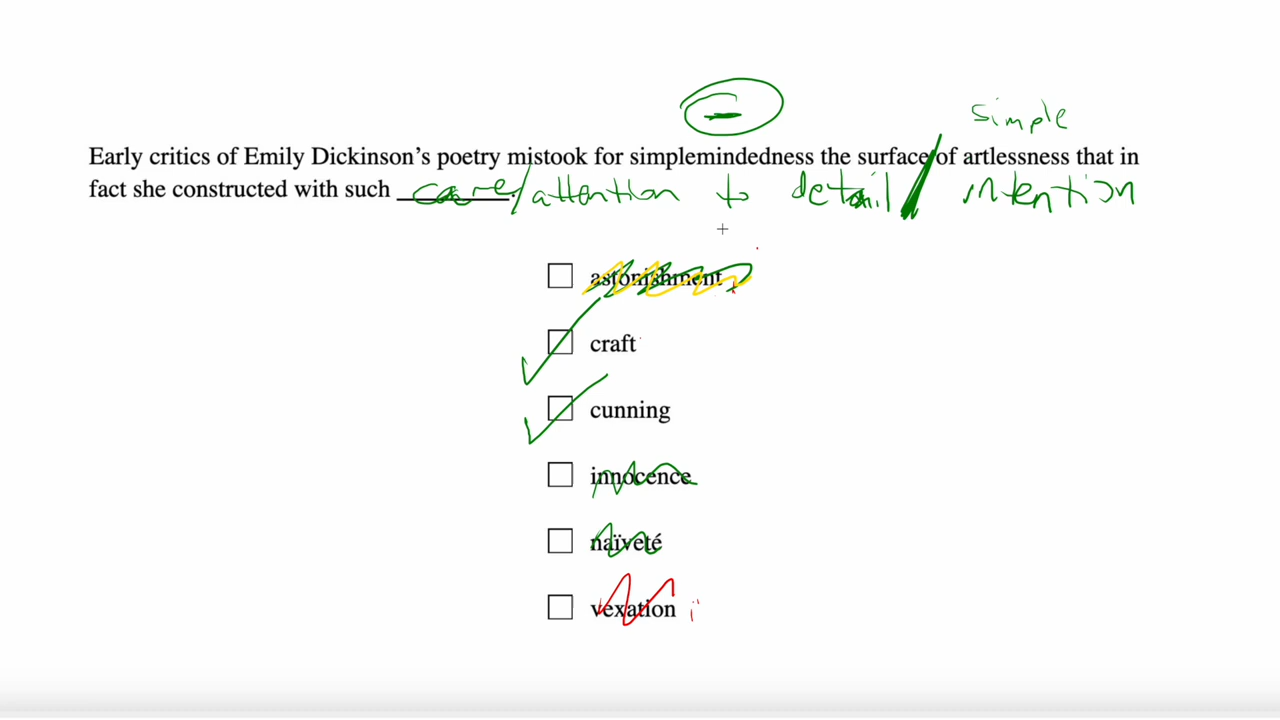 simple
Early critics of Emily Dickinson's poetry mistook for simplemindedness the surface of artlessness that in
fact she constructed with such ________. care/attention to detail/ intention
astonishment
craft
cunning
innocence
naïveté
vexation